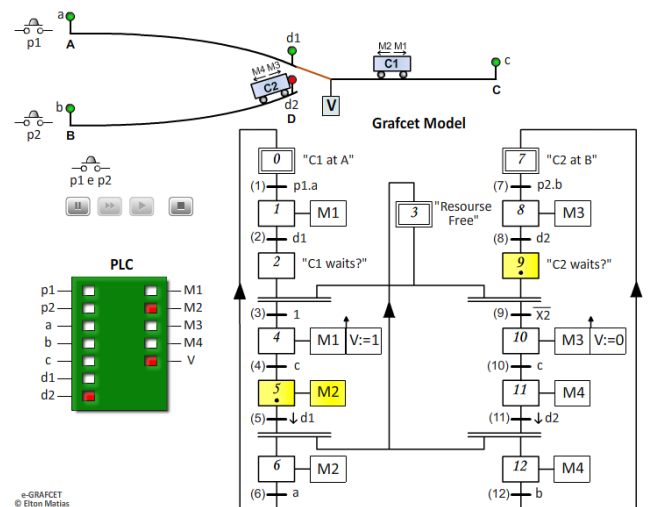 a
p1
A
d1
M2 M1
C1
c
C
M4 M3
C2
d2
D
V
b
p2
B
Grafcet Model
p1 e p2
0
"C1 at A"
(1)
p1.a
1
M1
(2)
d1
2
"C1 waits?"
3
"Resourse
Free"
7
"C2 at B"
(7)
p2.b
8
M3
(8)
d2
9
"C2 waits?"
(3)
1
(9)
X2
4
M1
V:=1
10
M3
V:=0
(4)
c
(10)
c
5
M2
11
M4
(5)
↓d1
(11)
↓d2
6
M2
12
M4
(6)
a
(12)
b
PLC
p1
p2
a
b
c
d1
d2
M1
M2
M3
M4
V
e-GRAFCET
© Elton Matias